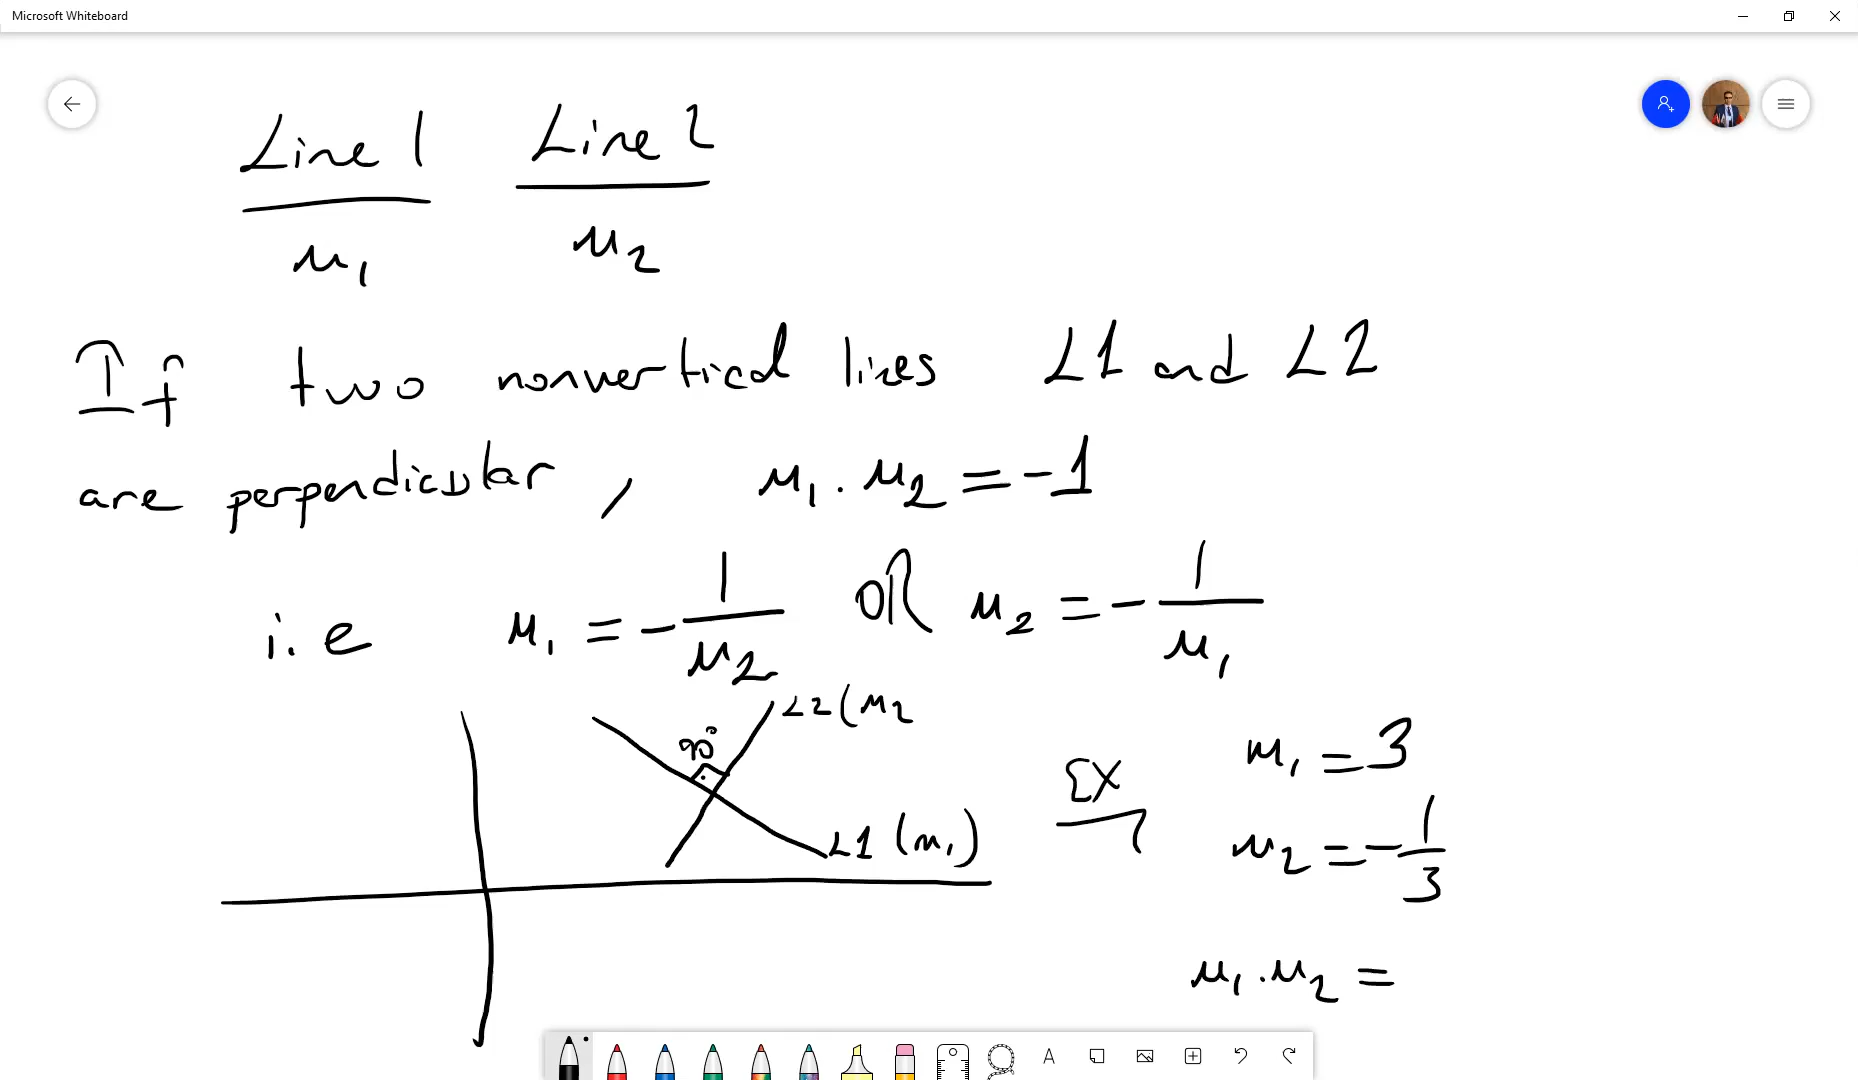 Microsoft Whiteboard
Line 1 Line 2
m₁ m₂
If two nonvertical lines L1 and L2
are perpendicular, m₁ . m₂ = -1
i.e m₁ = - 1/m₂ OR m₂ = - 1/m₁
L2 (m₂
90°
L1 (m₁)
EX
m₁ = 3
m₂ = - 1/3
m₁ . m₂ =
A